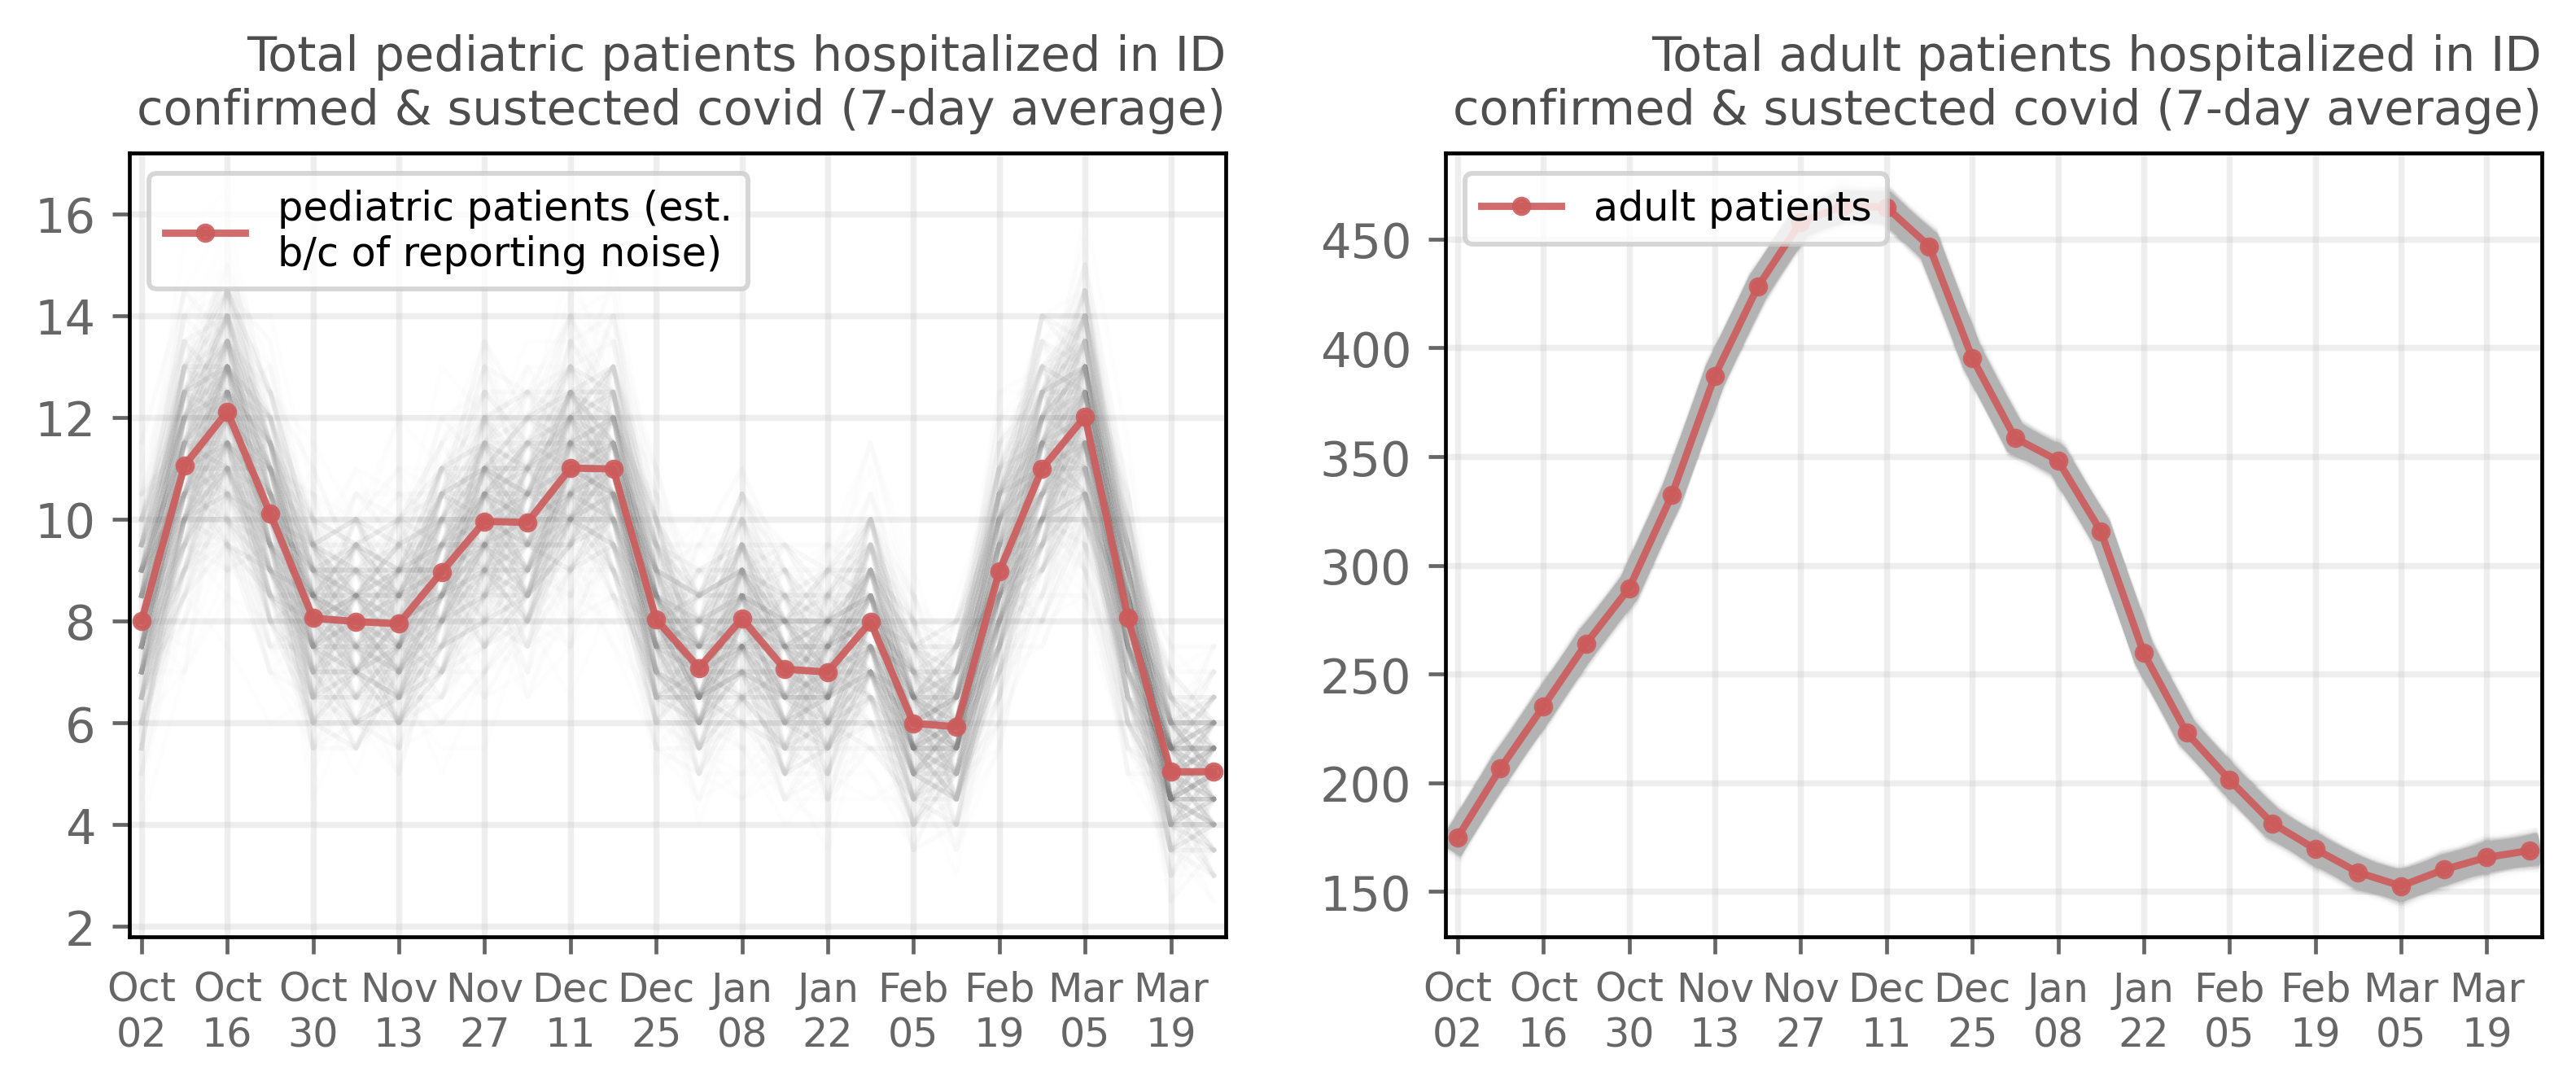 Total pediatric patients hospitalized in ID
confirmed & sustected covid (7-day average)
pediatric patients (est.
b/c of reporting noise)
16
14
12
10
8
6
4
2
Oct Oct Oct Nov Nov Dec Dec Jan Jan Feb Feb Mar Mar
02 16 30 13 27 11 25 08 22 05 19 05 19
Total adult patients hospitalized in ID
confirmed & sustected covid (7-day average)
adult patients
450
400
350
300
250
200
150
Oct Oct Oct Nov Nov Dec Dec Jan Jan Feb Feb Mar Mar
02 16 30 13 27 11 25 08 22 05 19 05 19